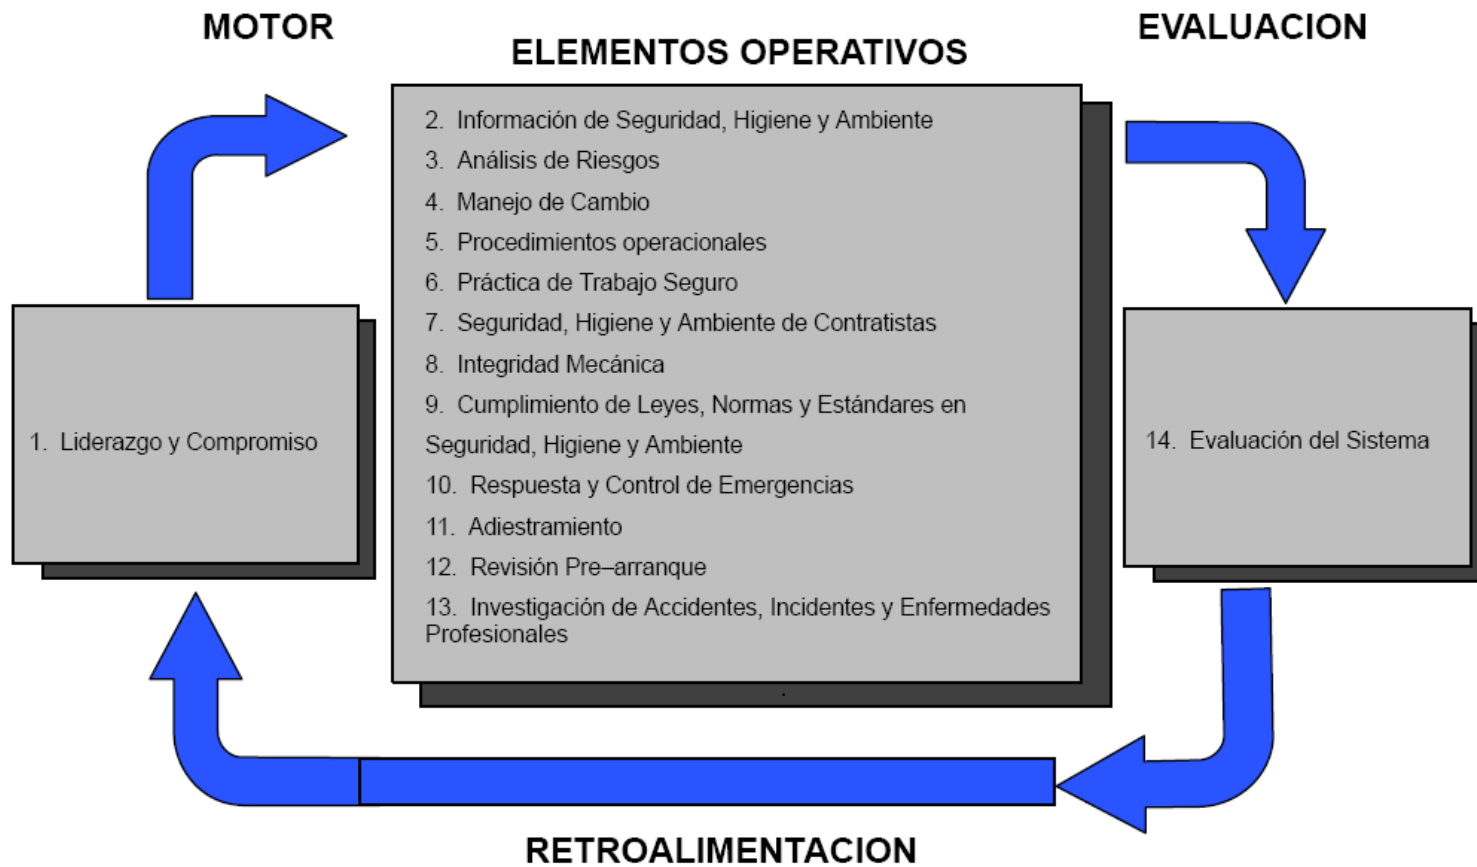 MOTOR
EVALUACION
ELEMENTOS OPERATIVOS
2. Información de Seguridad, Higiene y Ambiente
3. Análisis de Riesgos
4. Manejo de Cambio
5. Procedimientos operacionales
6. Práctica de Trabajo Seguro
7. Seguridad, Higiene y Ambiente de Contratistas
8. Integridad Mecánica
9. Cumplimiento de Leyes, Normas y Estándares en
Seguridad, Higiene y Ambiente
10. Respuesta y Control de Emergencias
11. Adiestramiento
12. Revisión Pre–arranque
13. Investigación de Accidentes, Incidentes y Enfermedades
Profesionales
1. Liderazgo y Compromiso
14. Evaluación del Sistema
RETROALIMENTACION